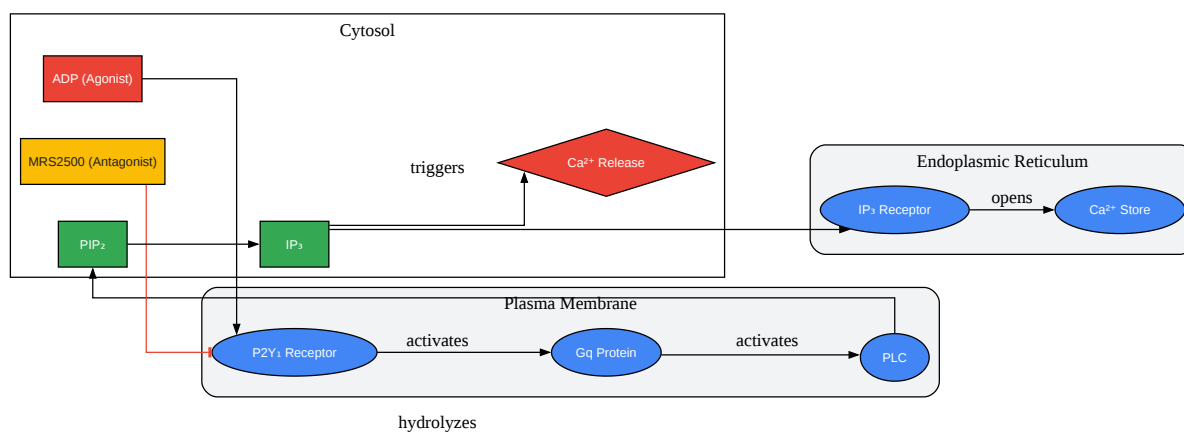 Cytosol
ADP (Agonist)
MRS2500 (Antagonist)
triggers
Ca²⁺ Release
Endoplasmic Reticulum
IP₃ Receptor
opens
Ca²⁺ Store
PIP₂
IP₃
Plasma Membrane
P2Y₁ Receptor
activates
Gq Protein
activates
PLC
hydrolyzes